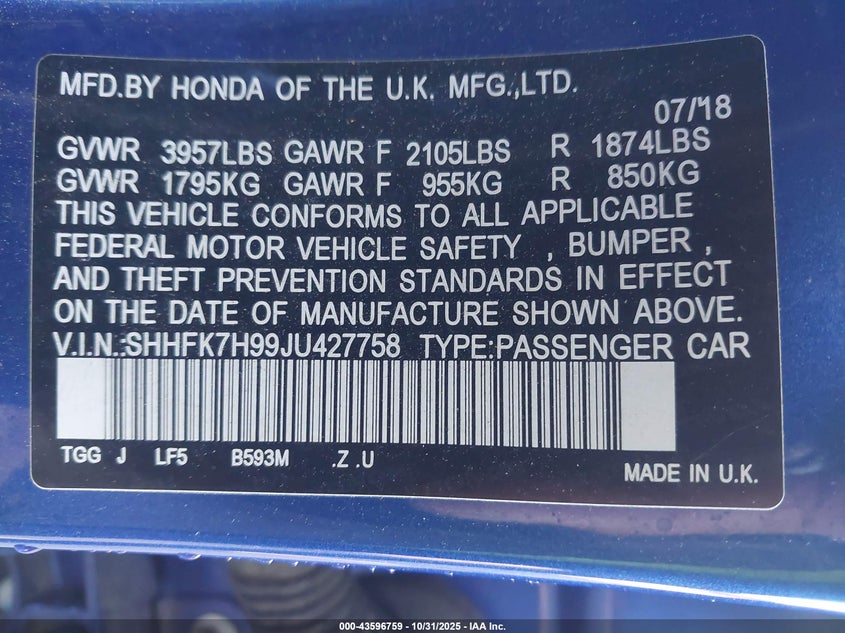 MFD.BY HONDA OF THE U.K. MFG.,LTD.
07/'18
GVWR 3957LBS GAWR F 2105LBS R 1874LBS
GVWR 1795KG GAWR F 955KG R 850KG
THIS VEHICLE CONFORMS TO ALL APPLICABLE
FEDERAL MOTOR VEHICLE SAFETY , BUMPER ,
AND THEFT PREVENTION STANDARDS IN EFFECT
ON THE DATE OF MANUFACTURE SHOWN ABOVE.
V.I.N.:SHHFK7H99JU427758 TYPE:PASSENGER CAR
TGG J LF5 B593M .Z .U
MADE IN U.K.
000-43596759 - 10/31/2025 - IAA Inc.